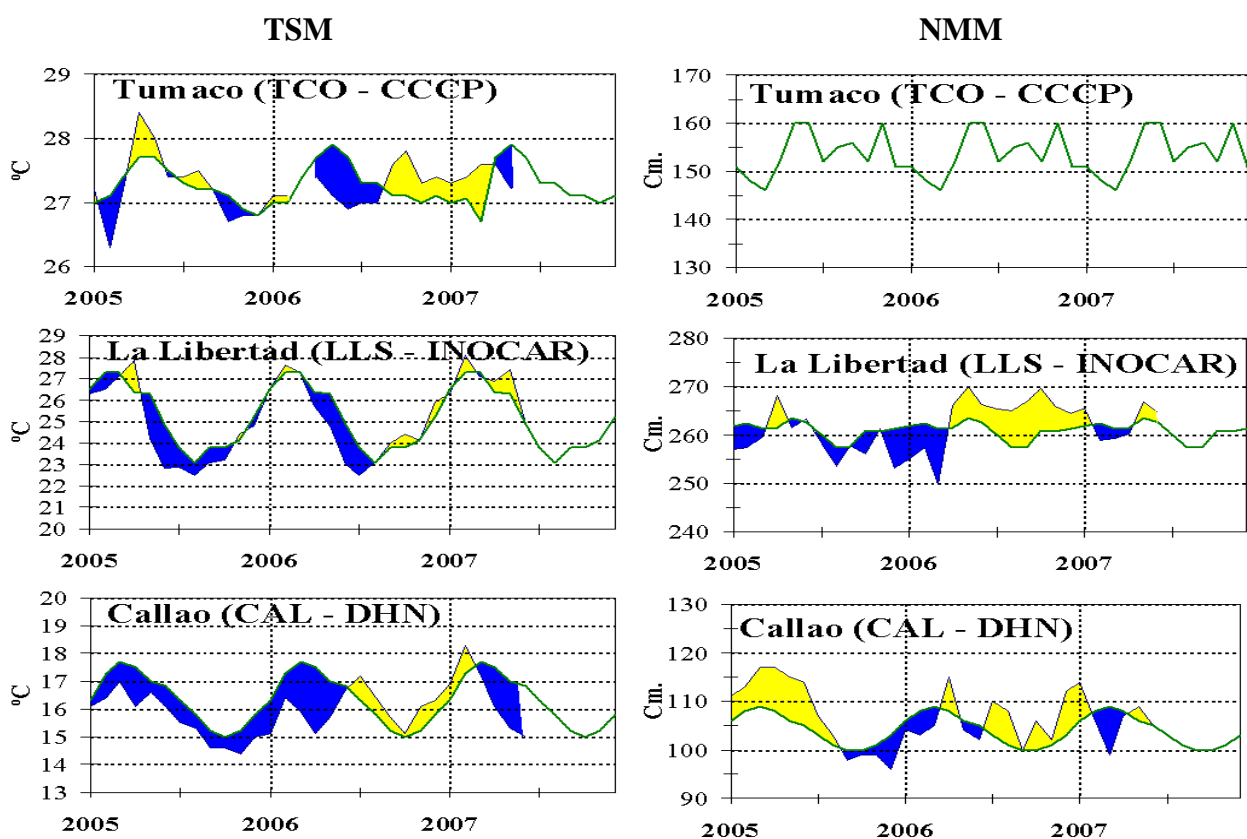 TSM
NMM
29
28
27
26
ºC
Tumaco (TCO - CCCP)
2005 2006 2007
170
160
150
140
130
Cm.
Tumaco (TCO - CCCP)
2005 2006 2007
29
28
27
26
25
24
23
22
21
20
ºC
La Libertad (LLS - INOCAR)
2005 2006 2007
280
270
260
250
240
Cm.
La Libertad (LLS - INOCAR)
2005 2006 2007
20
19
18
17
16
15
14
13
ºC
Callao (CAL - DHN)
2005 2006 2007
130
120
110
100
90
Cm.
Callao (CAL - DHN)
2005 2006 2007